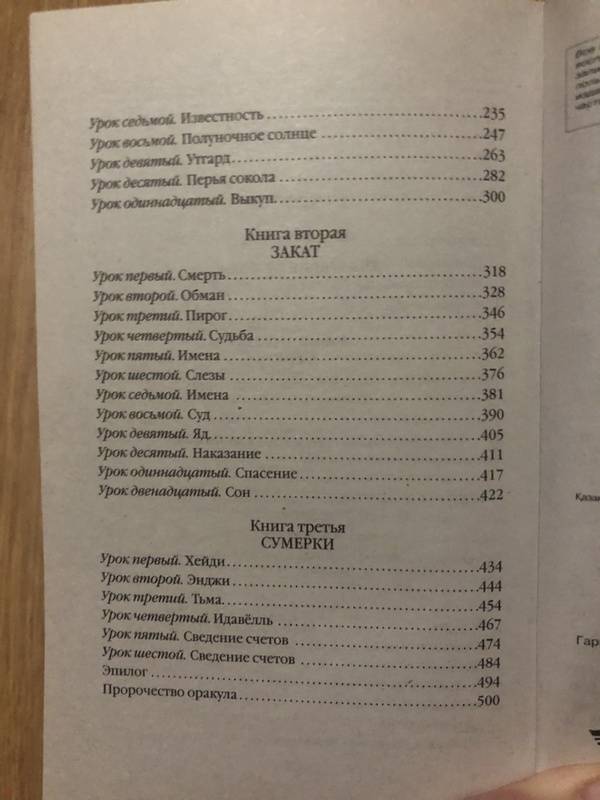 Урок седьмой. Известность 235
Урок восьмой. Полуночное солнце 247
Урок девятый. Утгард 263
Урок десятый. Перья сокола 282
Урок одиннадцатый. Выкуп. 300
Книга вторая
ЗАКАТ
Урок первый. Смерть 318
Урок второй. Обман 328
Урок третий. Пирог 346
Урок четвертый. Судьба 354
Урок пятый. Имена 362
Урок шестой. Слезы 376
Урок седьмой. Имена 381
Урок восьмой. Суд 390
Урок девятый. Яд. 405
Урок десятый. Наказание 411
Урок одиннадцатый. Спасение 417
Урок двенадцатый. Сон 422
Книга третья
СУМЕРКИ
Урок первый. Хейди 434
Урок второй. Энджи 444
Урок третий. Тьма. 454
Урок четвертый. Идавёлль 467
Урок пятый. Сведение счетов 474
Урок шестой. Сведение счетов 484
Эпилог 494
Пророчество оракула 500
Все
Гар